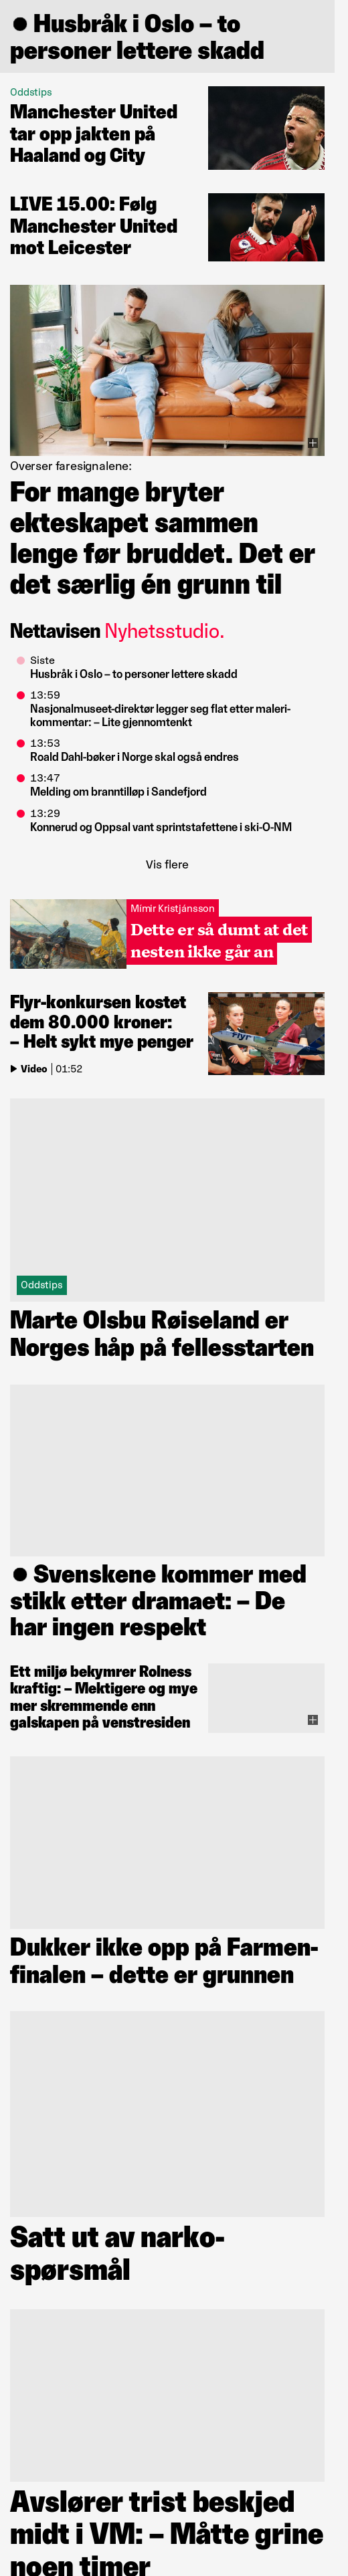 ● Husbråk i Oslo – to
personer lettere skadd
Oddstips
Manchester United
tar opp jakten på
Haaland og City
LIVE 15.00: Følg
Manchester United
mot Leicester
Overser faresignalene:
For mange bryter
ekteskapet sammen
lenge før bruddet. Det er
det særlig én grunn til
Nettavisen Nyhetsstudio.
Siste
Husbråk i Oslo – to personer lettere skadd
13:59
Nasjonalmuseet-direktør legger seg flat etter maleri-
kommentar: – Lite gjennomtenkt
13:53
Roald Dahl-bøker i Norge skal også endres
13:47
Melding om branntilløp i Sandefjord
13:29
Konnerud og Oppsal vant sprintstafettene i ski-O-NM
Vis flere
Mímir Kristjánsson
Dette er så dumt at det
nesten ikke går an
Flyr-konkursen kostet
dem 80.000 kroner:
– Helt sykt mye penger
Video | 01:52
Flyr
Oddstips
Marte Olsbu Røiseland er
Norges håp på fellesstarten
● Svenskene kommer med
stikk etter dramaet: – De
har ingen respekt
Ett miljø bekymrer Rolness
kraftig: – Mektigere og mye
mer skremmende enn
galskapen på venstresiden
Dukker ikke opp på Farmen-
finalen – dette er grunnen
Satt ut av narko-
spørsmål
Avslører trist beskjed
midt i VM: – Måtte grine
noen timer